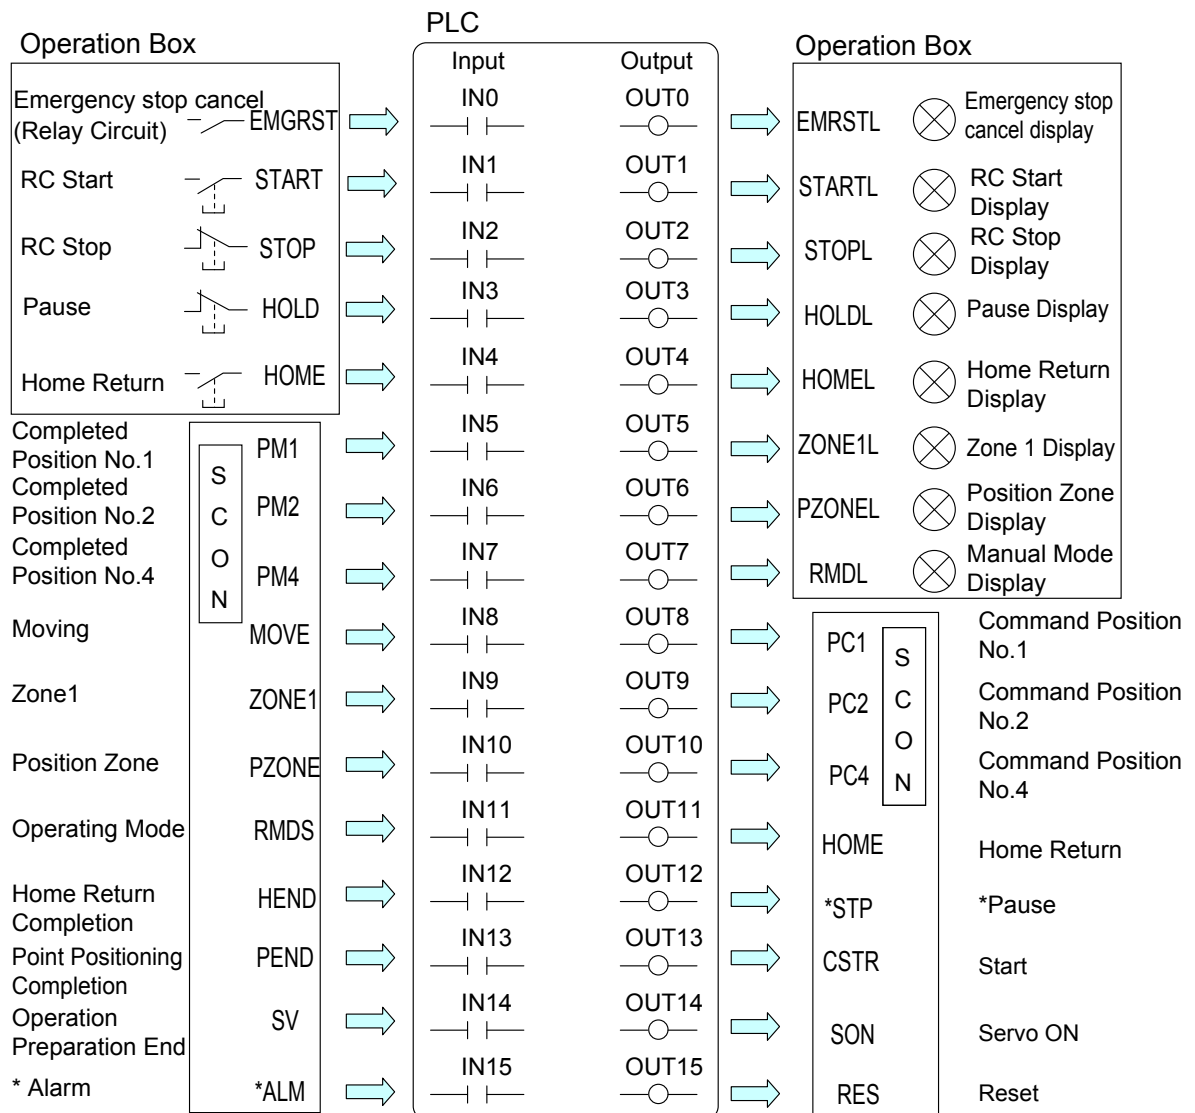 PLC
Operation Box
Operation Box
Input Output
Emergency stop cancel
(Relay Circuit) EMGRST IN0 OUT0 EMRSTL Emergency stop
cancel display
RC Start START IN1 OUT1 STARTL RC Start
Display
RC Stop STOP IN2 OUT2 STOPL RC Stop
Display
Pause HOLD IN3 OUT3 HOLDL Pause Display
Home Return HOME IN4 OUT4 HOMEL Home Return
Display
Completed
Position No.1 PM1 IN5 OUT5 ZONE1L Zone 1 Display
Completed
Position No.2 PM2 IN6 OUT6 PZONEL Position Zone
Display
Completed
Position No.4 PM4 IN7 OUT7 RMDL Manual Mode
Display
S
C
O
N
Moving MOVE IN8 OUT8 PC1 Command Position
No.1
Zone1 ZONE1 IN9 OUT9 PC2 Command Position
No.2
Position Zone PZONE IN10 OUT10 PC4 Command Position
No.4
S
C
O
N
Operating Mode RMDS IN11 OUT11 HOME Home Return
Home Return
Completion HEND IN12 OUT12 *STP *Pause
Point Positioning
Completion PEND IN13 OUT13 CSTR Start
Operation
Preparation End SV IN14 OUT14 SON Servo ON
* Alarm *ALM IN15 OUT15 RES Reset